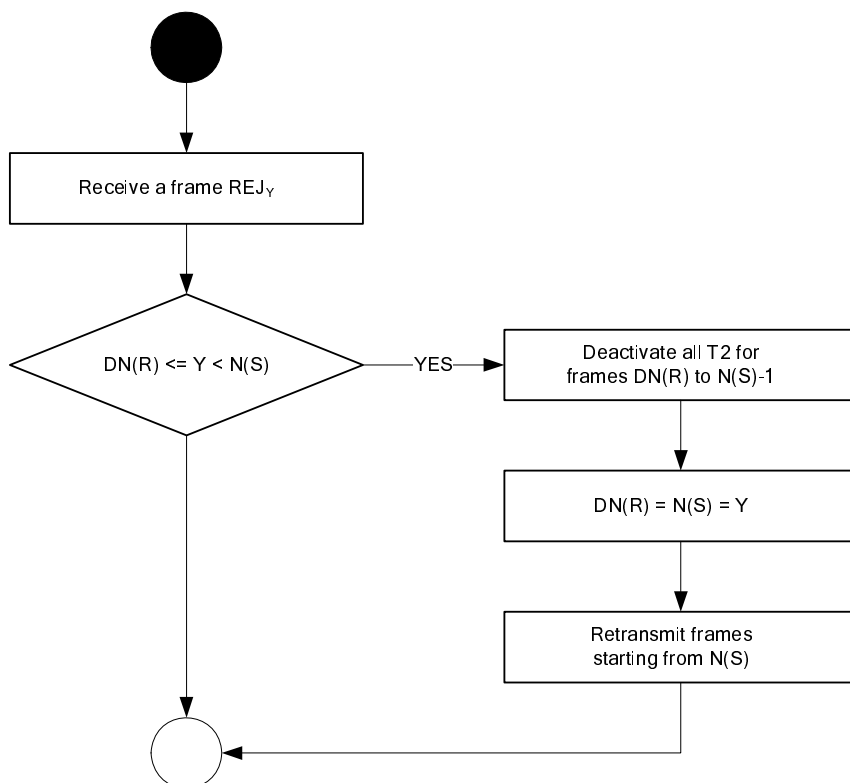 Receive a frame REJY
DN(R) <= Y < N(S)
YES
Deactivate all T2 for
frames DN(R) to N(S)-1
DN(R) = N(S) = Y
Retransmit frames
starting from N(S)